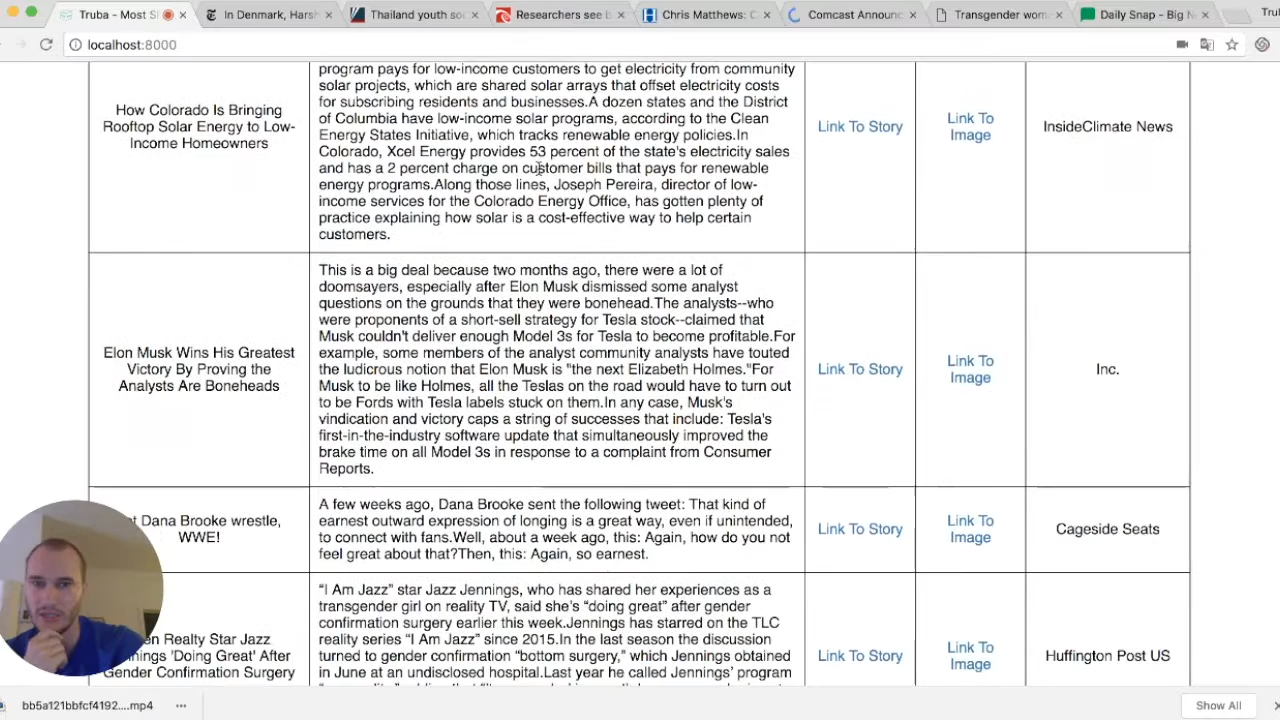 Truba - Most Sl
In Denmark, Harsh
Thailand youth soc
Researchers see b
Chris Matthews: C
Comcast Announc
Transgender wom
Daily Snap - Big N
localhost:8000
program pays for low-income customers to get electricity from community
solar projects, which are shared solar arrays that offset electricity costs
for subscribing residents and businesses.A dozen states and the District
of Columbia have low-income solar programs, according to the Clean
Energy States Initiative, which tracks renewable energy policies.In
Colorado, Xcel Energy provides 53 percent of the state's electricity sales
and has a 2 percent charge on customer bills that pays for renewable
energy programs.Along those lines, Joseph Pereira, director of low-
income services for the Colorado Energy Office, has gotten plenty of
practice explaining how solar is a cost-effective way to help certain
customers.
How Colorado Is Bringing
Rooftop Solar Energy to Low-
Income Homeowners
Link To Story
Link To
Image
InsideClimate News
Elon Musk Wins His Greatest
Victory By Proving the
Analysts Are Boneheads
This is a big deal because two months ago, there were a lot of
doomsayers, especially after Elon Musk dismissed some analyst
questions on the grounds that they were bonehead.The analysts--who
were proponents of a short-sell strategy for Tesla stock--claimed that
Musk couldn't deliver enough Model 3s for Tesla to become profitable.For
example, some members of the analyst community analysts have touted
the ludicrous notion that Elon Musk is "the next Elizabeth Holmes."For
Musk to be like Holmes, all the Teslas on the road would have to turn out
to be Fords with Tesla labels stuck on them.In any case, Musk's
vindication and victory caps a string of successes that include: Tesla's
first-in-the-industry software update that simultaneously improved the
brake time on all Model 3s in response to a complaint from Consumer
Reports.
Link To Story
Link To
Image
Inc.
Dana Brooke wrestle,
WWE!
A few weeks ago, Dana Brooke sent the following tweet: That kind of
earnest outward expression of longing is a great way, even if unintended,
to connect with fans.Well, about a week ago, this: Again, how do you not
feel great about that?Then, this: Again, so earnest.
Link To Story
Link To
Image
Cageside Seats
Realty Star Jazz
'Doing Great' After
Gender Confirmation Surgery
“I Am Jazz” star Jazz Jennings, who has shared her experiences as a
transgender girl on reality TV, said she's “doing great” after gender
confirmation surgery earlier this week.Jennings has starred on the TLC
reality series “I Am Jazz” since 2015.In the last season the discussion
turned to gender confirmation “bottom surgery,” which Jennings obtained
in June at an undisclosed hospital.Last year he called Jennings’ program
Link To Story
Link To
Image
Huffington Post US
bb5a121bbfcf4192....mp4
Show All